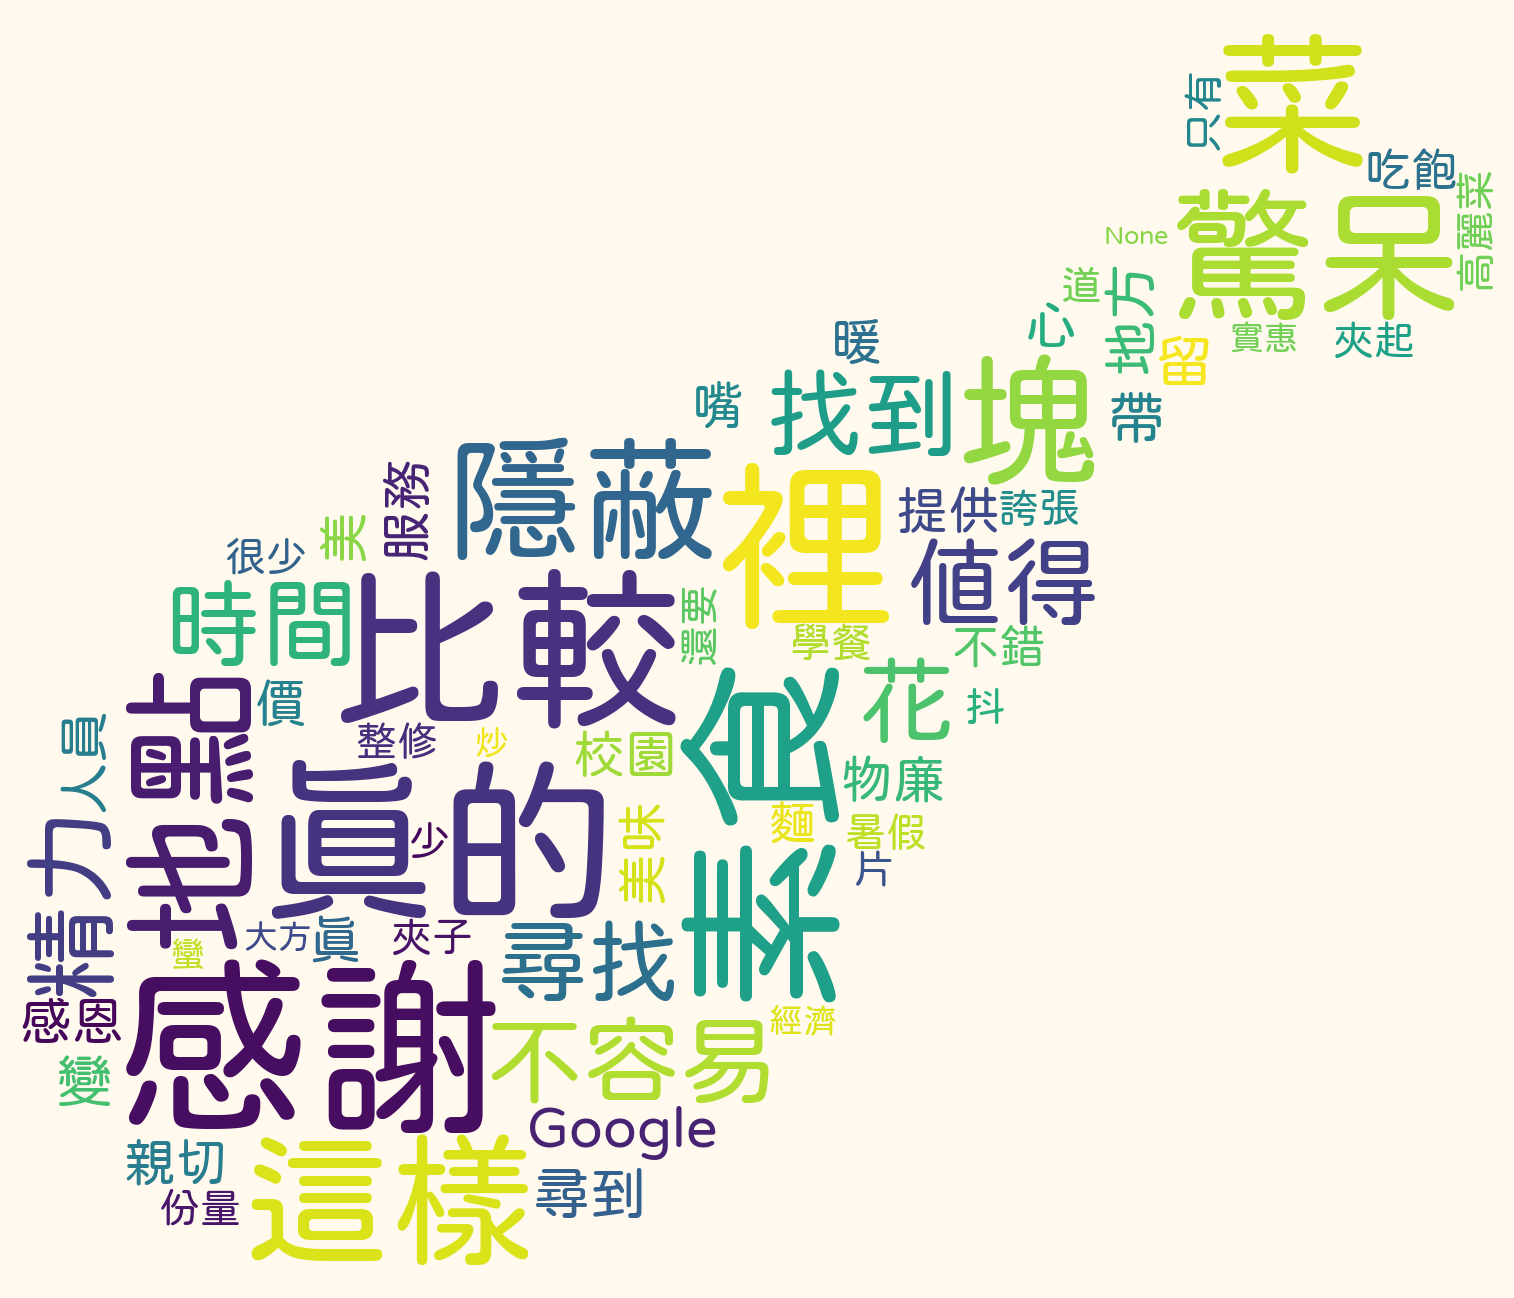 菜
只有
吃飽
高麗菜
驚呆
None
道
地方
心
實惠
夾起
留
暖
找到
塊
嘴
帶
隱蔽
服務
裡
提供
誇張
美
很少
值得
時間
比較
還要
學餐
不錯
地點
價
素食
花
抖
人員
整修
炒
校園
物廉
真的
少
美味
麵
暑假
片
精力
大方
真
夾子
尋找
蠻
感恩
感謝
經濟
不容易
變
Google
親切
這樣
份量
尋到